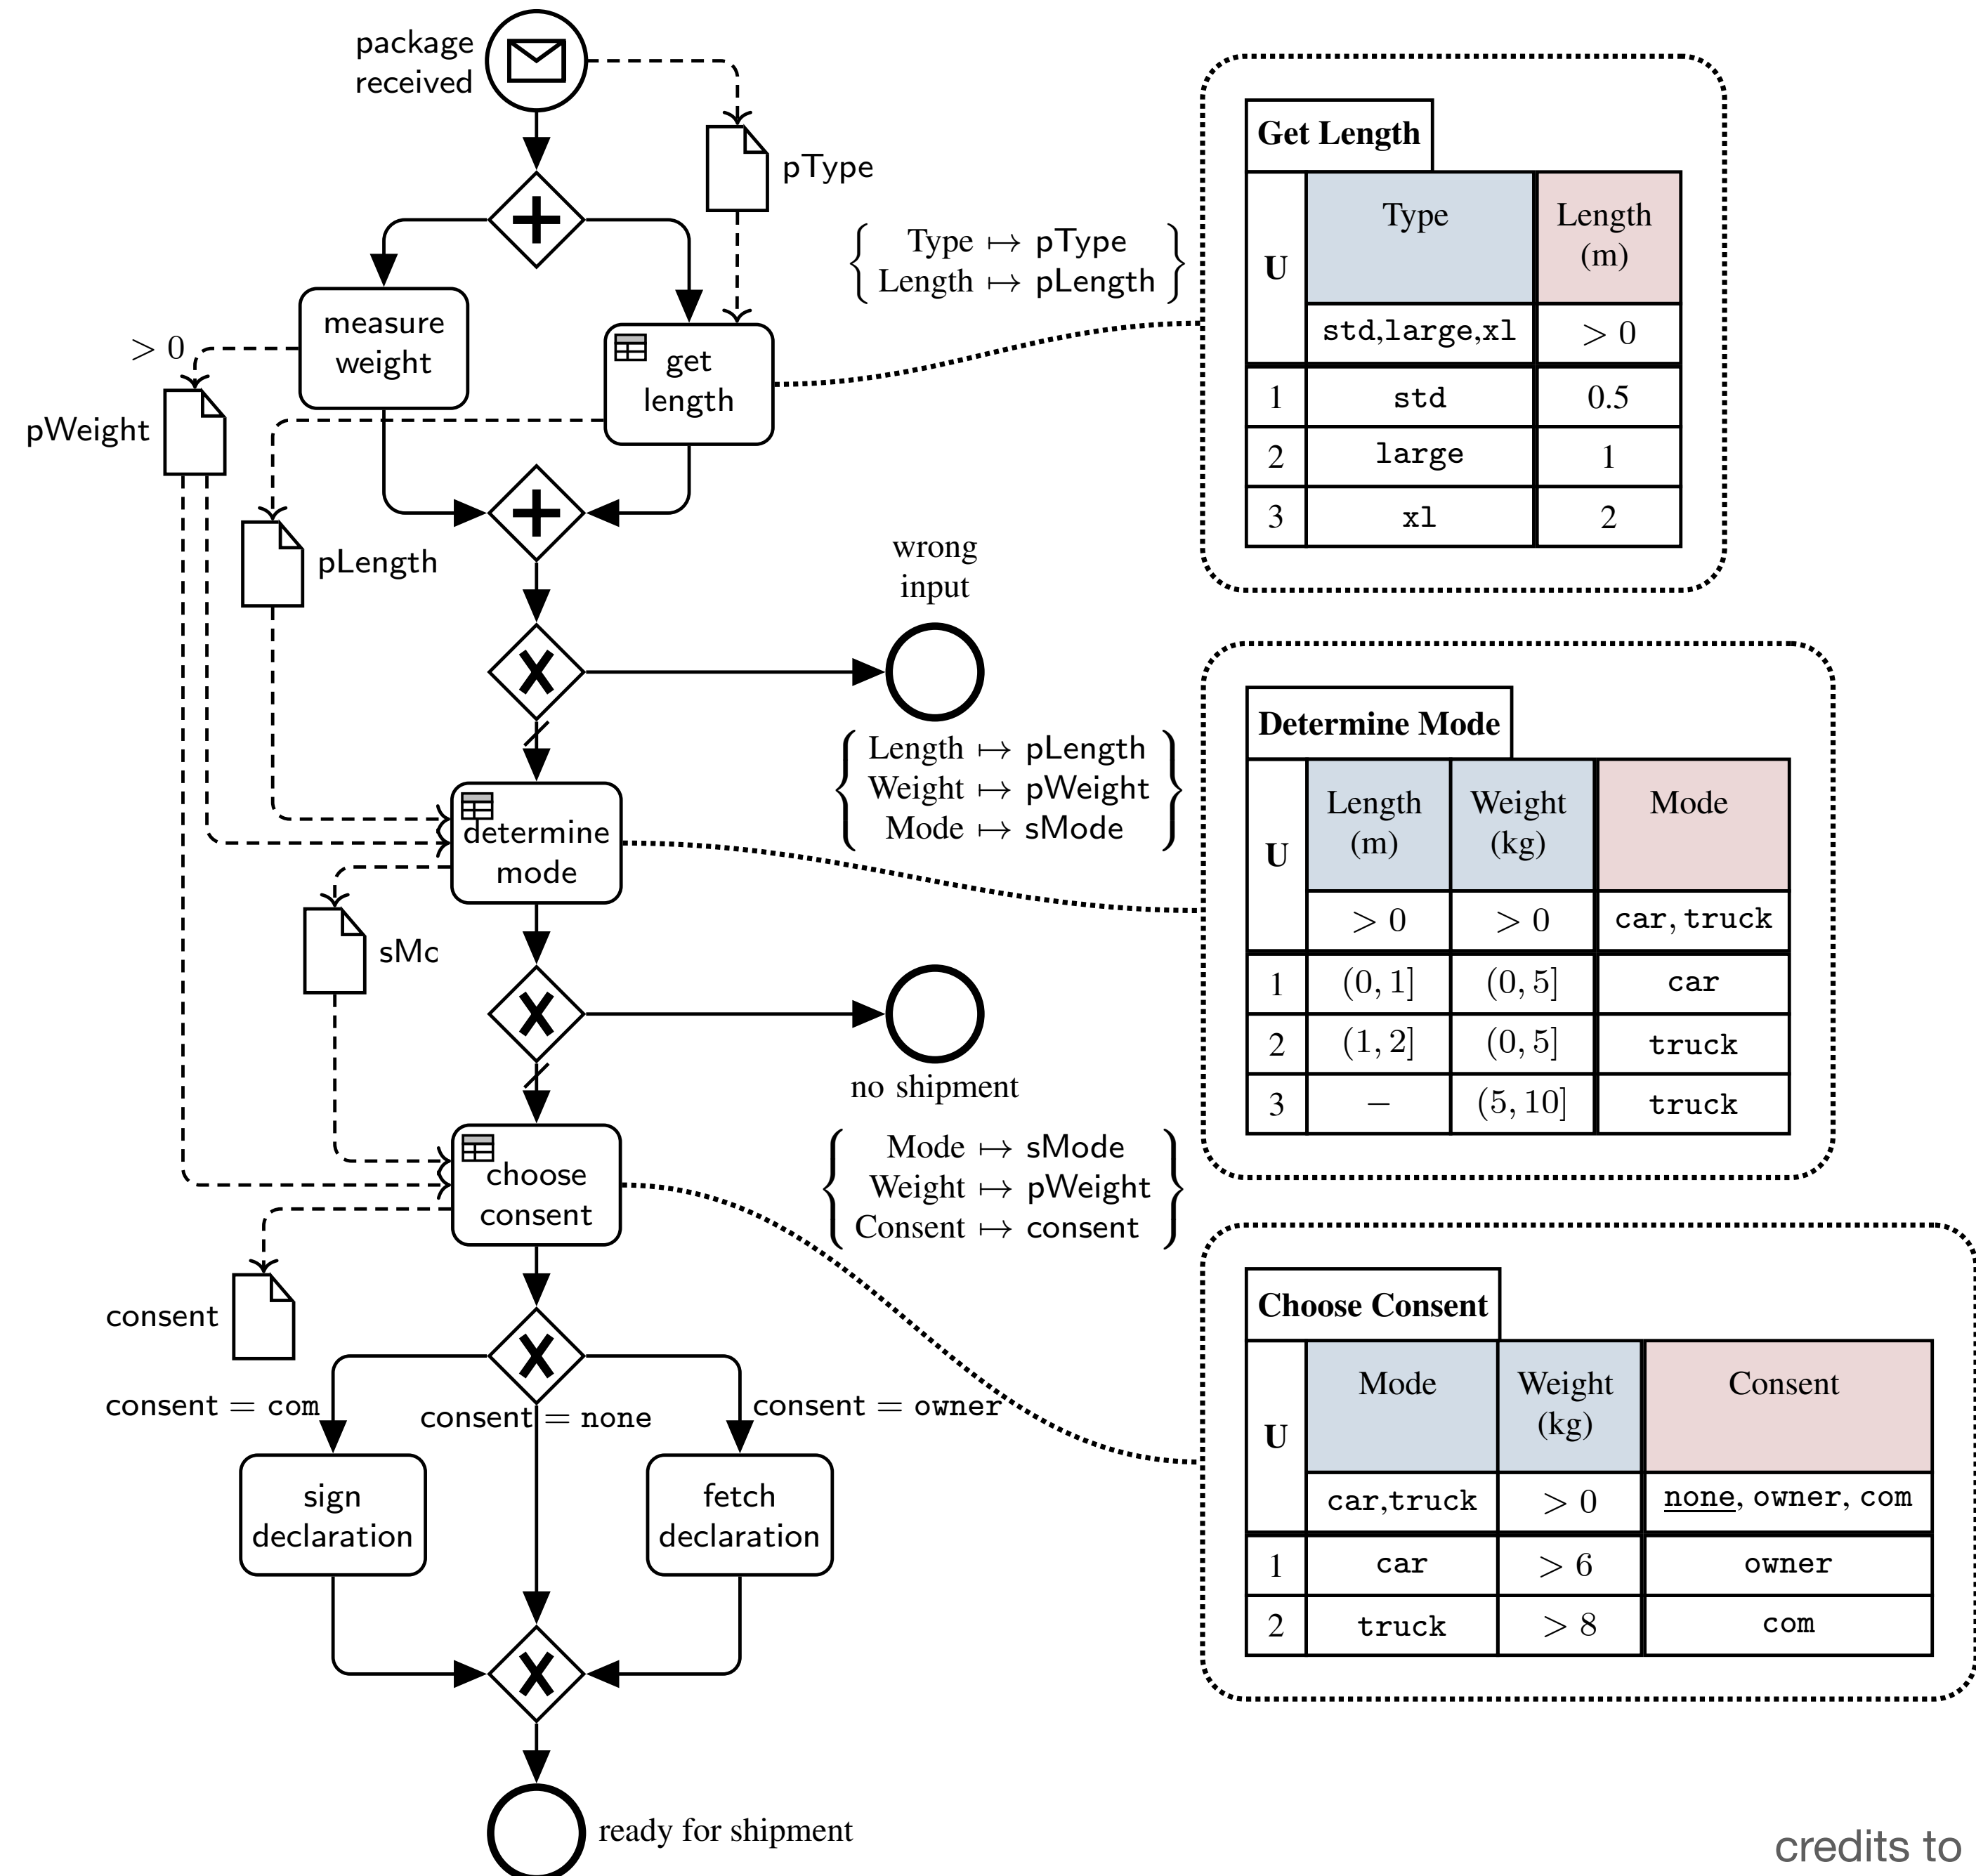 package
received
pType
measure
weight
> 0
get
length
pWeight
pLength
wrong
input
determine
mode
sMc
no shipment
choose
consent
consent
consent = com
consent = none
consent = owner
sign
declaration
fetch
declaration
ready for shipment
Type ↦ pType
Length ↦ pLength
Length ↦ pLength
Weight ↦ pWeight
Mode ↦ sMode
Mode ↦ sMode
Weight ↦ pWeight
Consent ↦ consent
Get Length
U Type Length
(m)
std,large,xl > 0
1 std 0.5
2 large 1
3 xl 2
Determine Mode
U Length Weight Mode
(m) (kg)
> 0 > 0 car, truck
1 (0, 1] (0, 5] car
2 (1, 2] (0, 5] truck
3 − (5, 10] truck
Choose Consent
U Mode Weight Consent
(kg)
car,truck > 0 none, owner, com
1 car > 6 owner
2 truck > 8 com
credits to